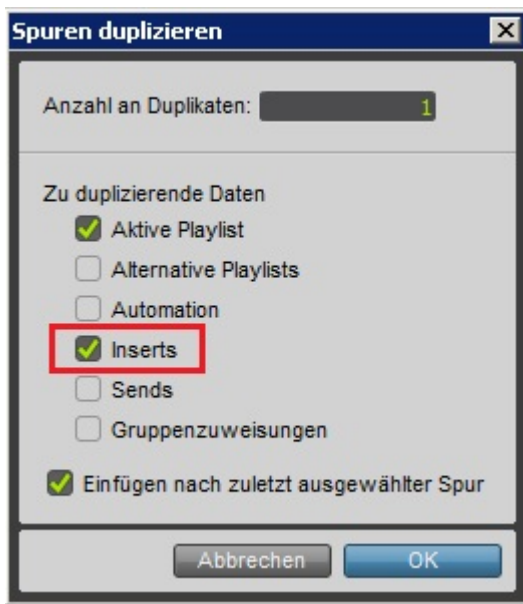 Spuren duplizieren
Anzahl an Duplikaten: 1
Zu duplizierende Daten
Aktive Playlist
Alternative Playlists
Automation
Inserts
Sends
Gruppenzuweisungen
Einfügen nach zuletzt ausgewählter Spur
Abbrechen OK